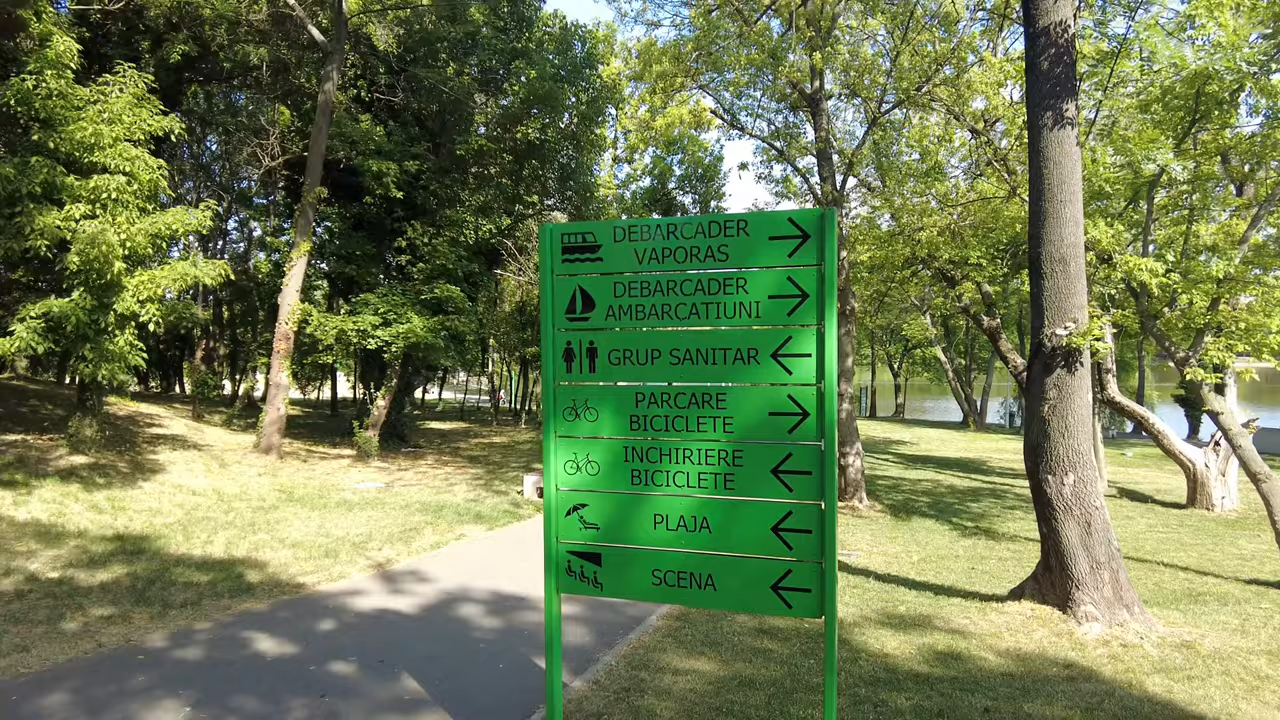 DEBARCADER
VAPORAS
DEBARCADER
AMBARCATIUNI
GRUP SANITAR
PARCARE
BICICLETE
INCHIRIERE
BICICLETE
PLAJA
SCENA